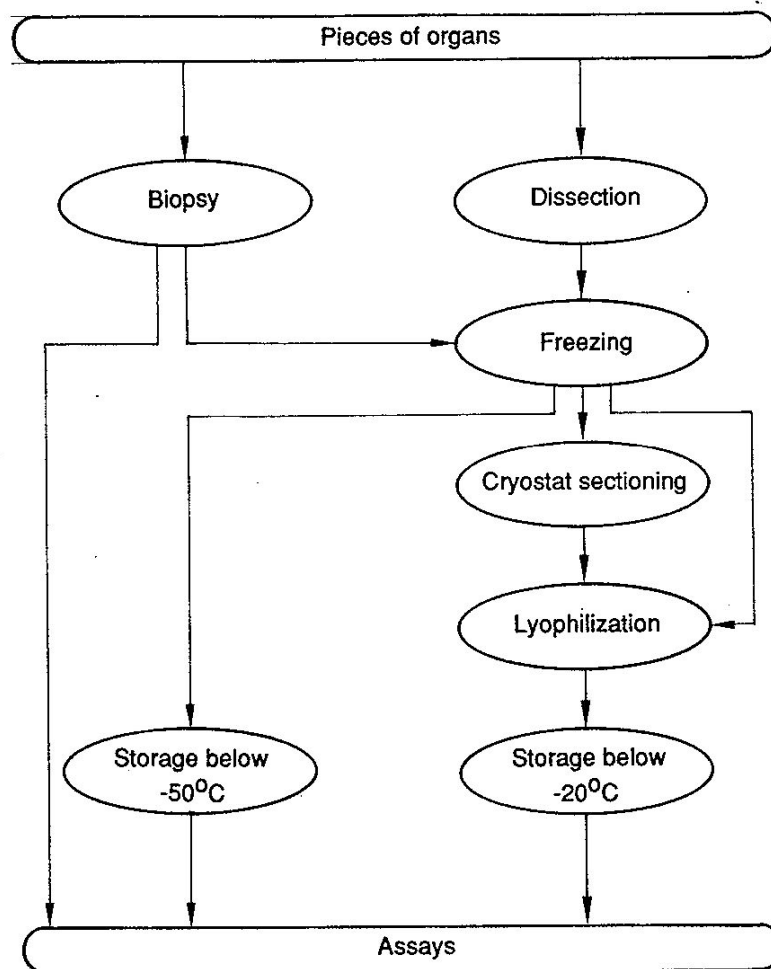 Pieces of organs
Biopsy
Dissection
Freezing
Cryostat sectioning
Lyophilization
Storage below
-50°C
Storage below
-20°C
Assays